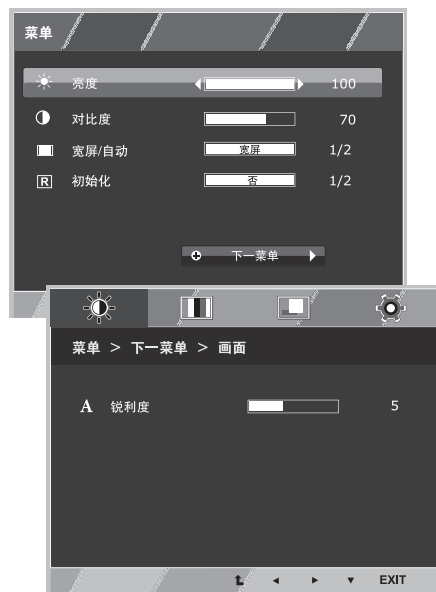 菜单
亮度 100
对比度 70
宽屏/自动 宽屏 1/2
R 初始化 否 1/2
下一菜单
菜单 > 下一菜单 > 画面
A 锐利度 5
EXIT